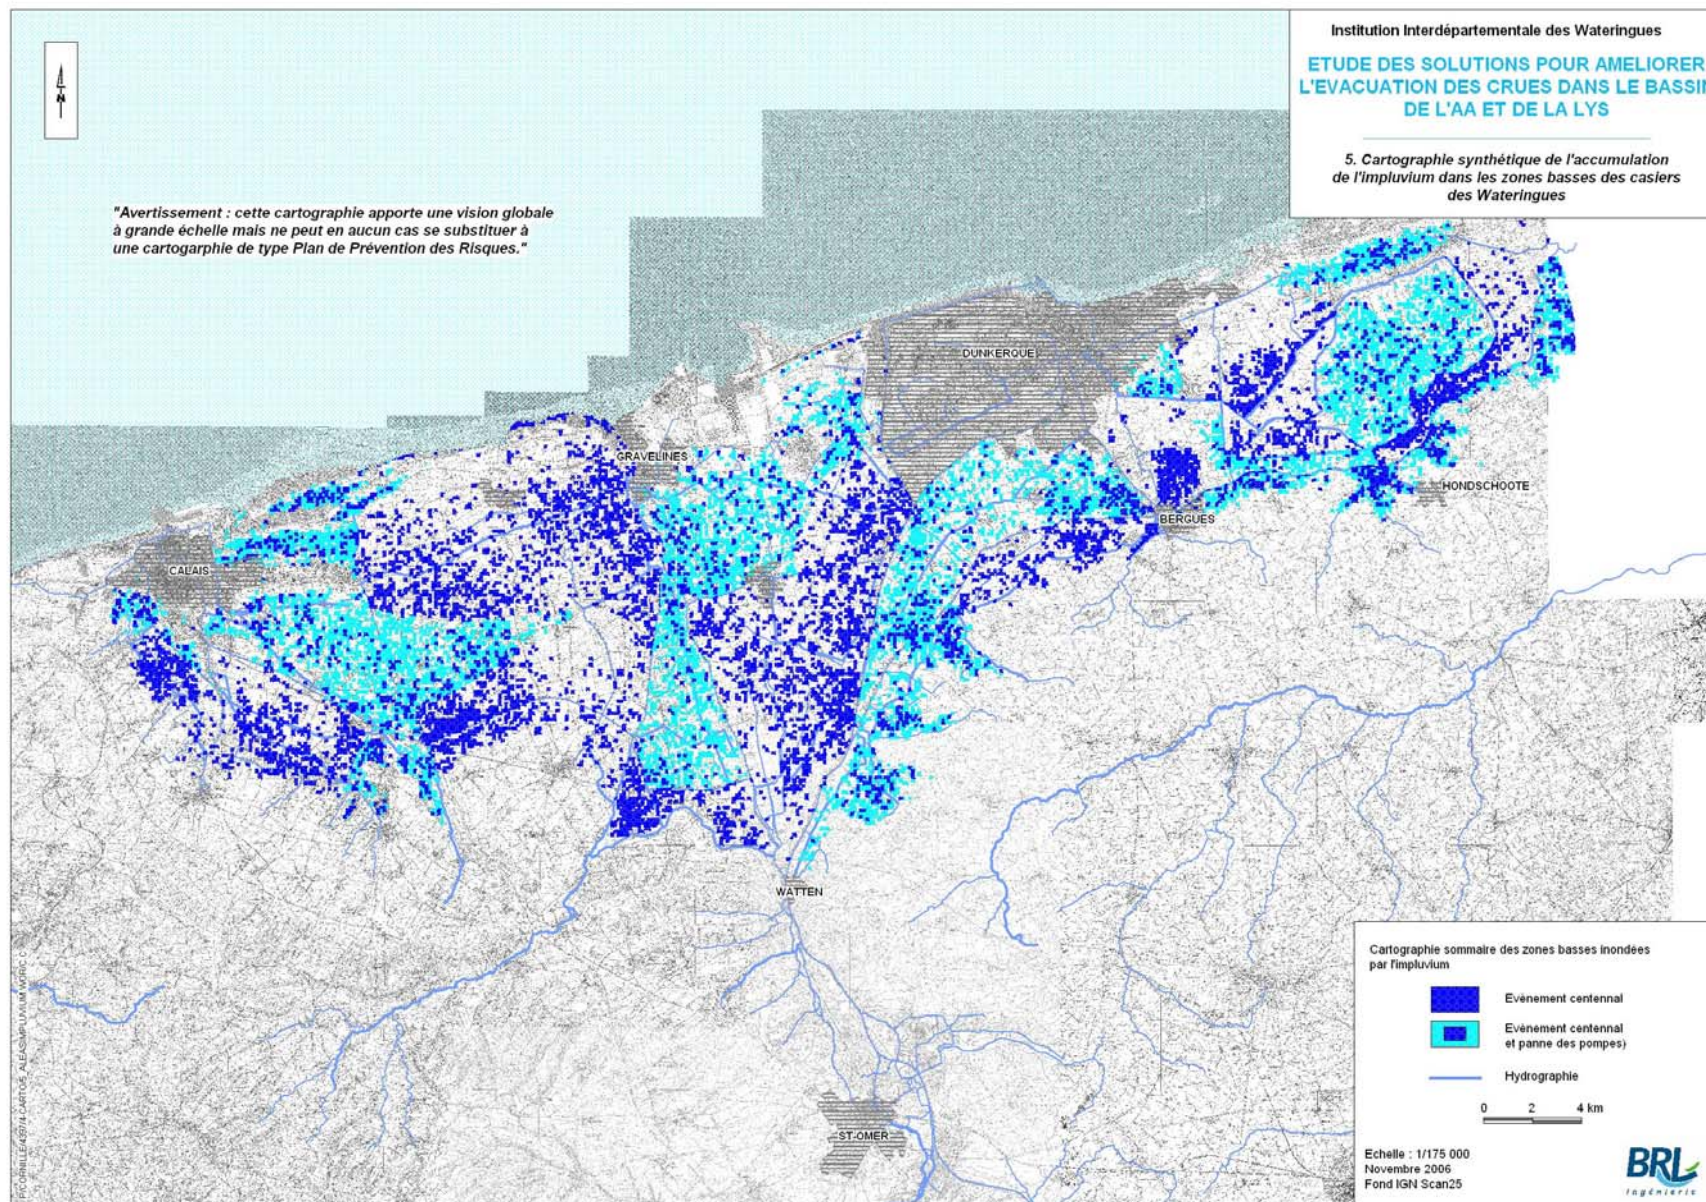 Institution Interdépartementale des Wateringues
ETUDE DES SOLUTIONS POUR AMELIORER
L'EVACUATION DES CRUES DANS LE BASSIN
DE L'AA ET DE LA LYS
5. Cartographie synthétique de l'accumulation
de l'impluvium dans les zones basses des casiers
des Wateringues
N
"Avertissement : cette cartographie apporte une vision globale
à grande échelle mais ne peut en aucun cas se substituer à
une cartogarphie de type Plan de Prévention des Risques."
DUNKERQUE
GRAVELINES
HONDSCHOOTE
BERGUES
CALAIS
WATTEN
ST-OMER
Cartographie sommaire des zones basses inondées
par l'impluvium
Evènement centennal
Evènement centennal
et panne des pompes)
Hydrographie
0 2 4 km
Echelle : 1/175 000
Novembre 2006
Fond IGN Scan25
BRL
Ingénierie